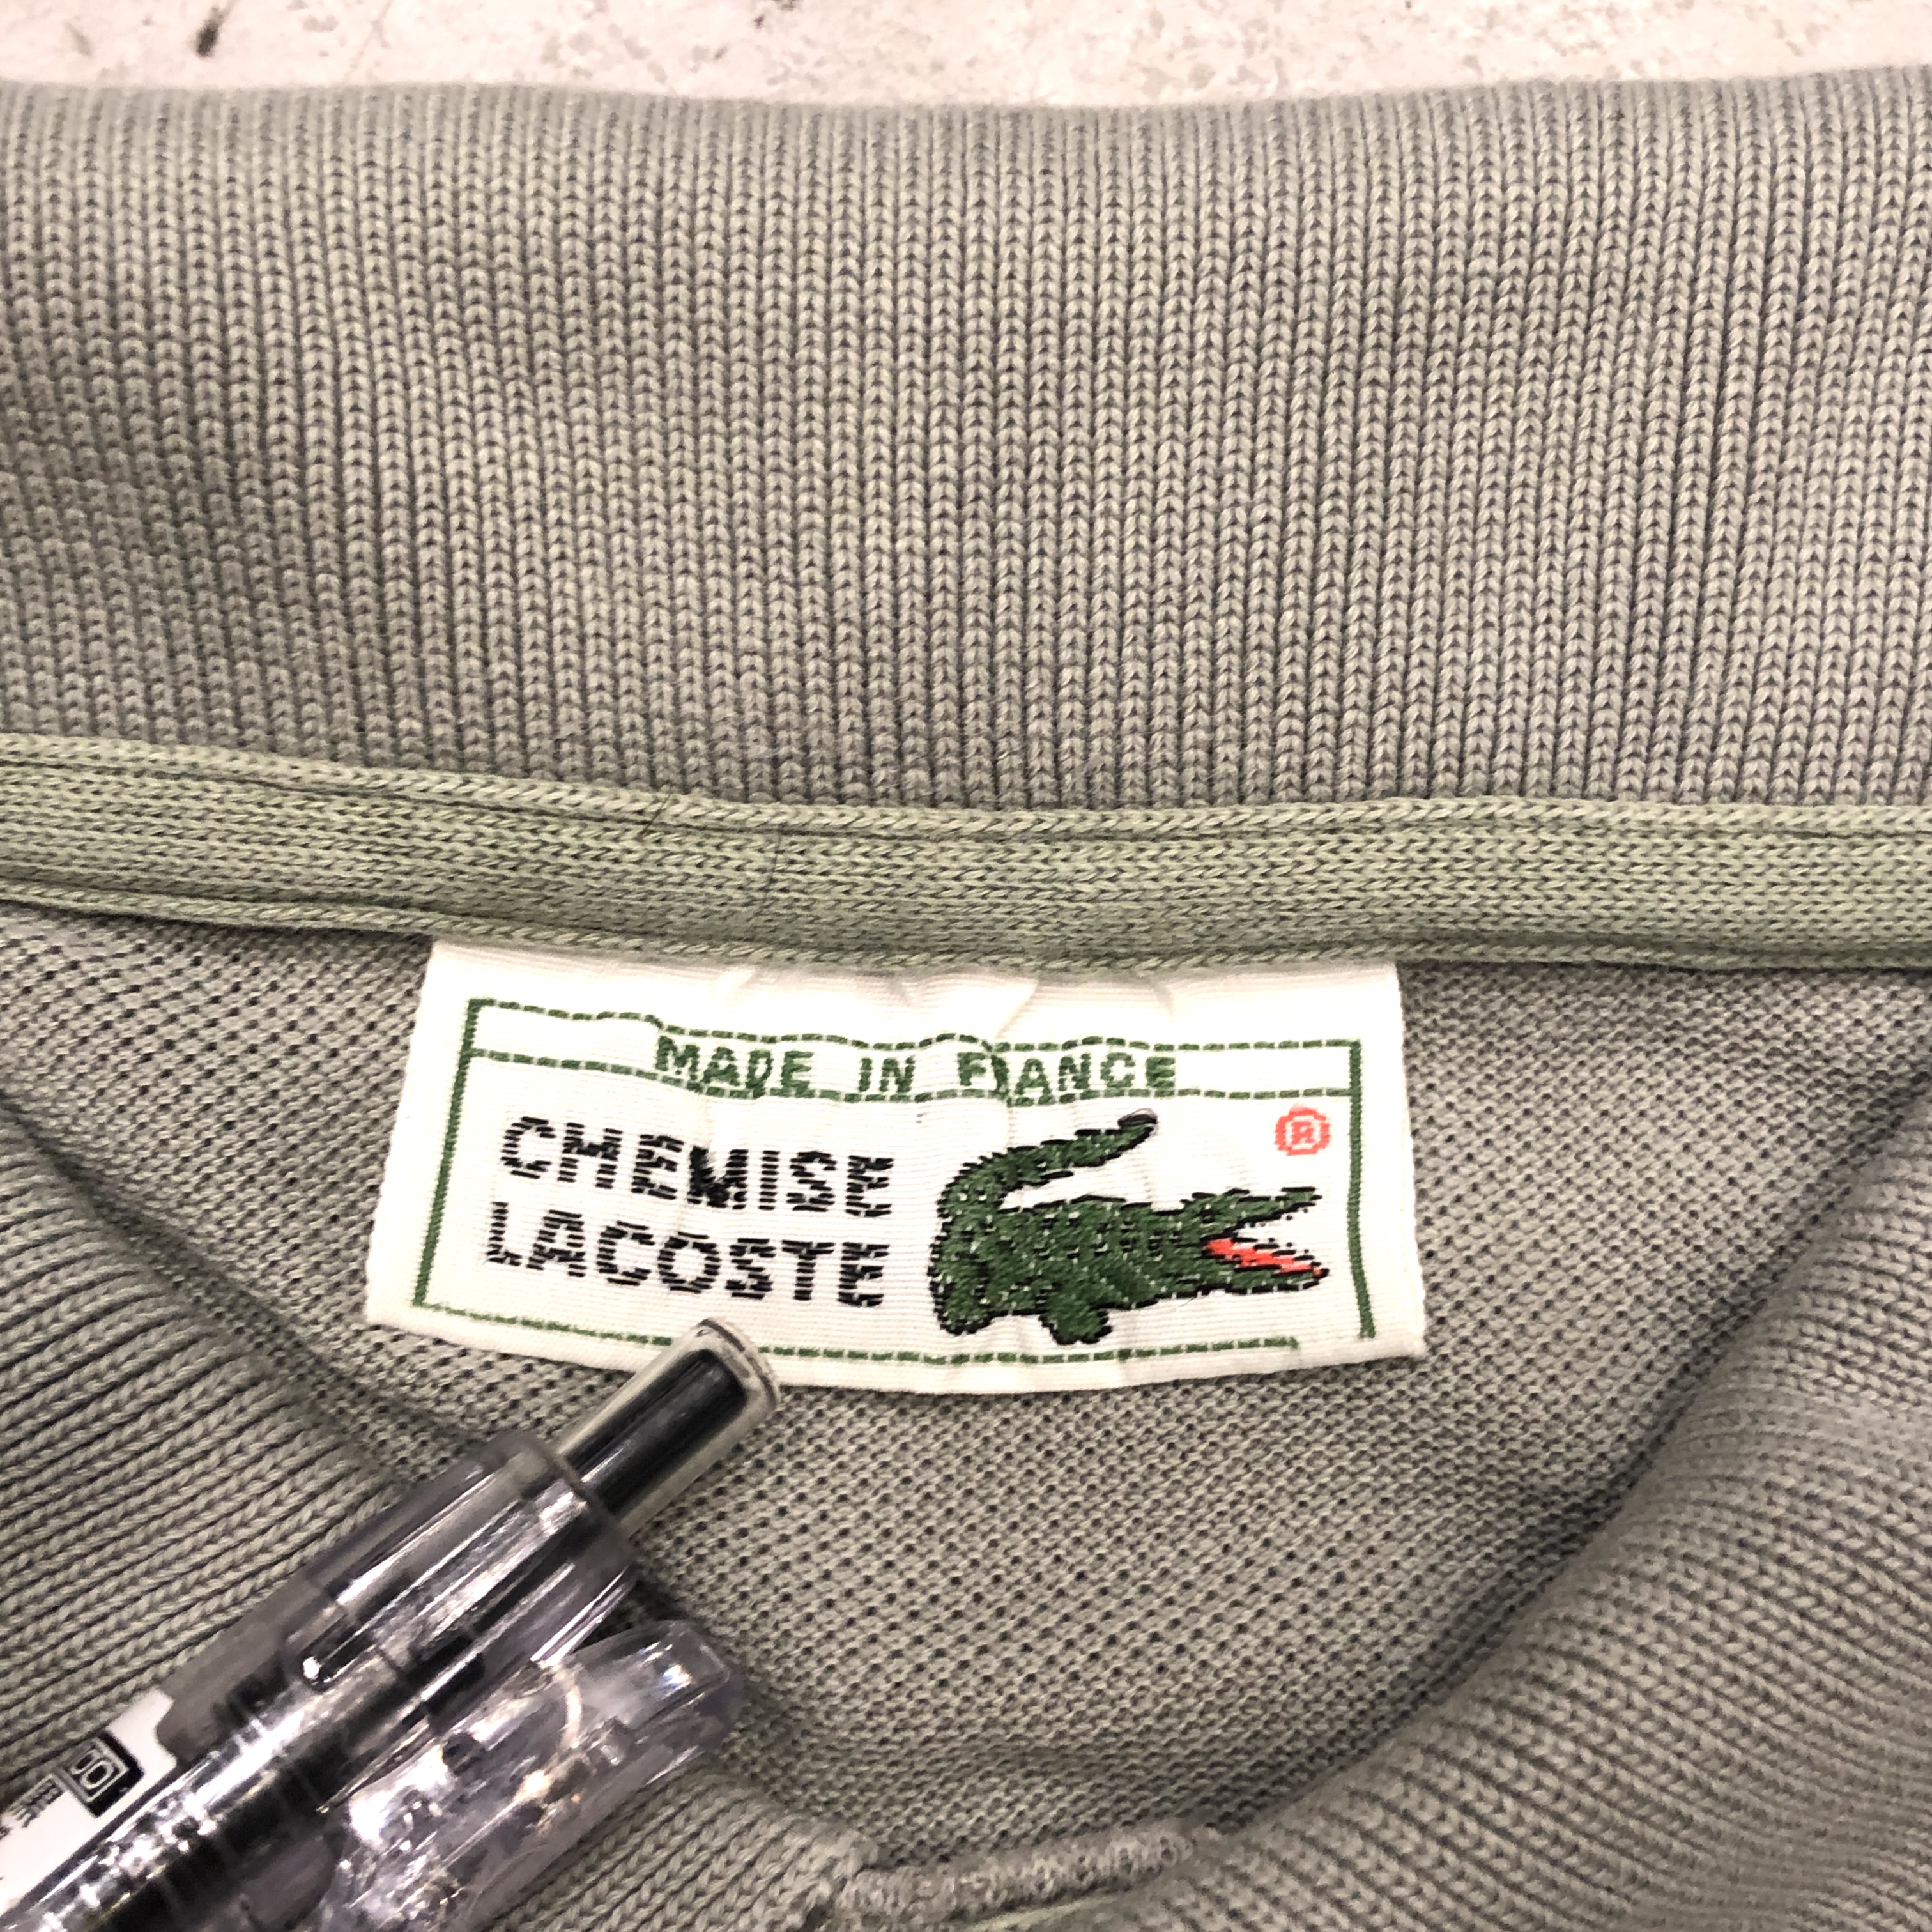 MADE IN FRANCE
CHEMISE
LACOSTE
®